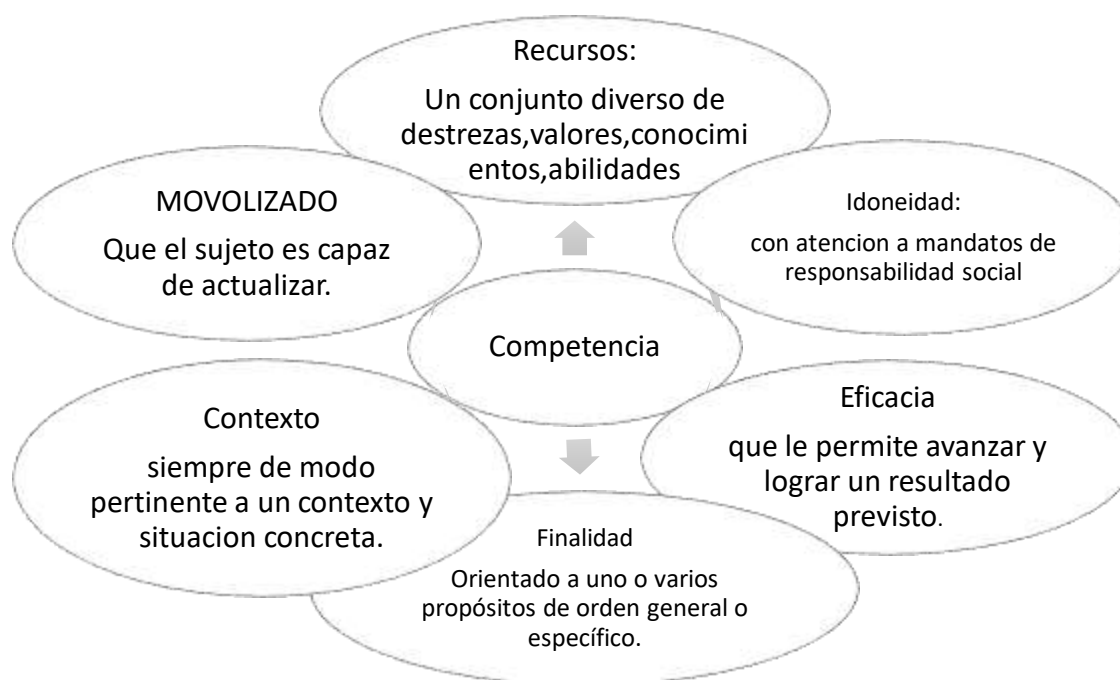 Recursos:
Un conjunto diverso de
destrezas,valores,conocimi
entos,abilidades
MOVOLIZADO
Que el sujeto es capaz
de actualizar.
Idoneidad:
con atencion a mandatos de
responsabilidad social
Competencia
Contexto
siempre de modo
pertinente a un contexto y
situacion concreta.
Eficacia
que le permite avanzar y
lograr un resultado
previsto.
Finalidad
Orientado a uno o varios
propósitos de orden general o
específico.